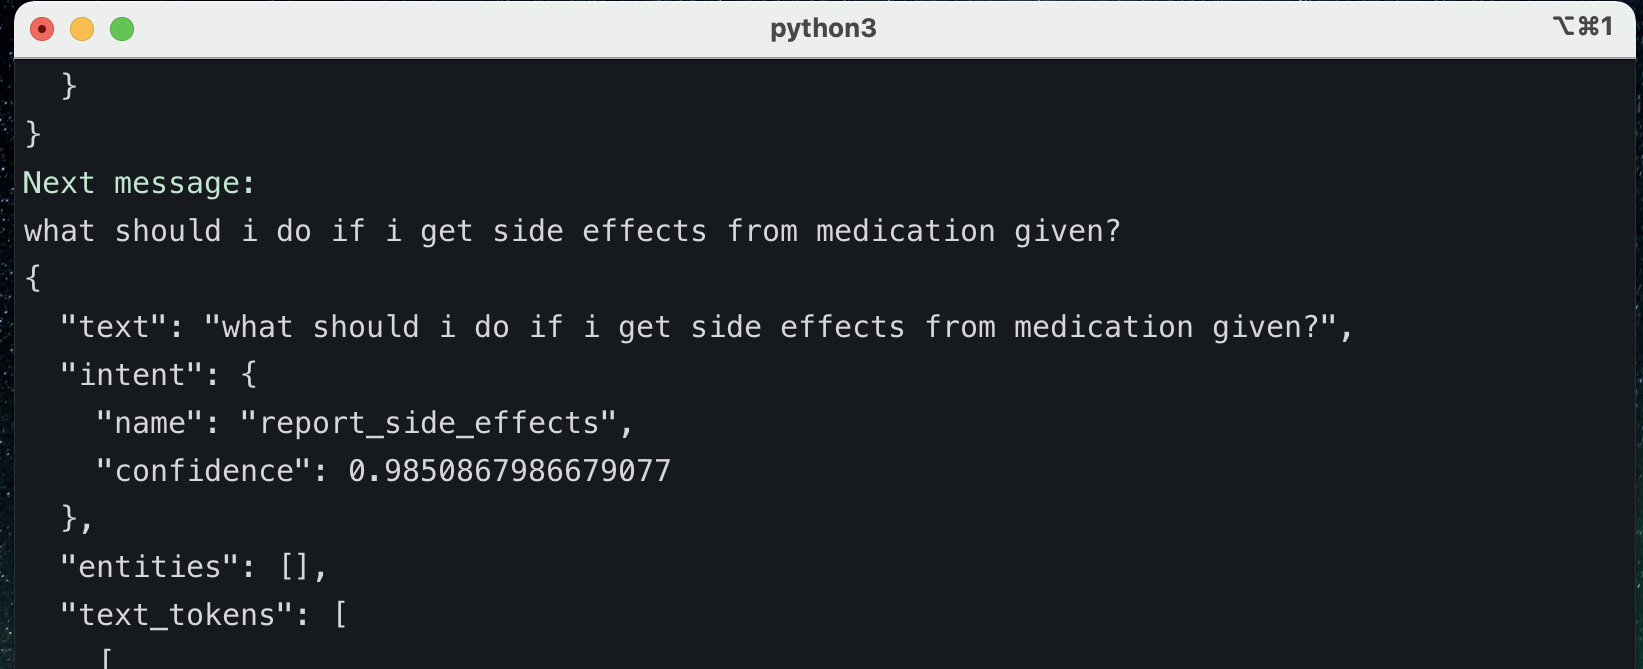 python3
⌥⌘1
  }
}
Next message:
what should i do if i get side effects from medication given?
{
  "text": "what should i do if i get side effects from medication given?",
  "intent": {
    "name": "report_side_effects",
    "confidence": 0.9850867986679077
  },
  "entities": [],
  "text_tokens": [
    [